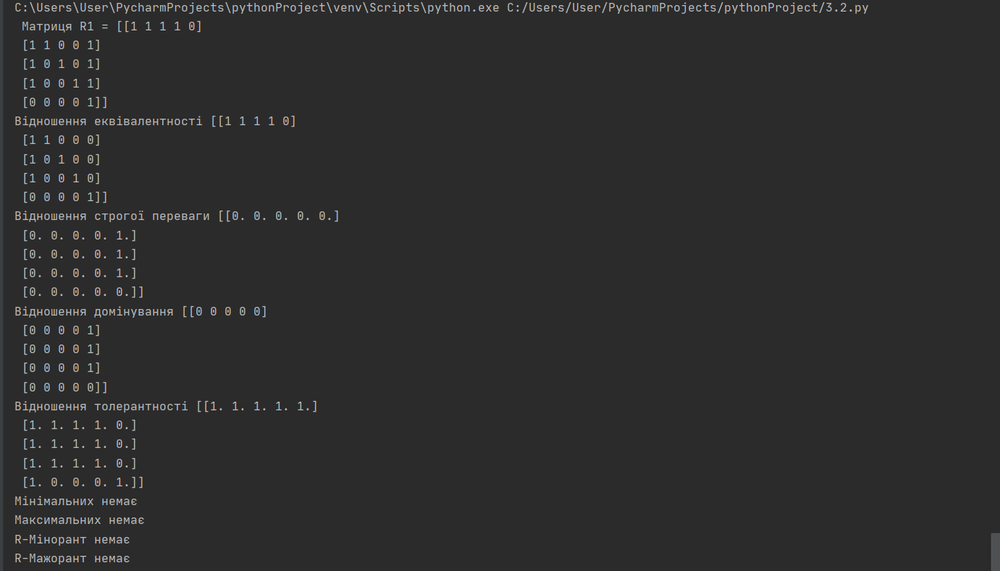 C:\Users\User\PycharmProjects\pythonProject\venv\Scripts\python.exe C:/Users/User/PycharmProjects/pythonProject/3.2.py
Матриця R1 = [[1 1 1 1 0]
[1 1 0 0 1]
[1 0 1 0 1]
[1 0 0 1 1]
[0 0 0 0 1]]
Відношення еквівалентності [[1 1 1 1 0]
[1 1 0 0 0]
[1 0 1 0 0]
[1 0 0 1 0]
[0 0 0 0 1]]
Відношення строгої переваги [[0. 0. 0. 0. 0.]
[0. 0. 0. 0. 1.]
[0. 0. 0. 0. 1.]
[0. 0. 0. 0. 1.]
[0. 0. 0. 0. 0.]]
Відношення домінування [[0 0 0 0 0]
[0 0 0 0 1]
[0 0 0 0 1]
[0 0 0 0 1]
[0 0 0 0 0]]
Відношення толерантності [[1. 1. 1. 1. 1.]
[1. 1. 1. 1. 0.]
[1. 1. 1. 1. 0.]
[1. 1. 1. 1. 0.]
[1. 0. 0. 0. 1.]]
Мінімальних немає
Максимальних немає
R-Мінорант немає
R-Мажорант немає